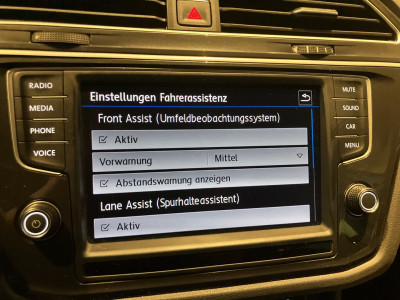 RADIO
MEDIA
PHONE
VOICE
Einstellungen Fahrerassistenz
Front Assist (Umfeldbeobachtungssystem)
Aktiv
Vorwarnung Mittel
Abstandswarnung anzeigen
Lane Assist (Spurhalteassistent)
Aktiv
MUTE
SOUND
CAR
MENU